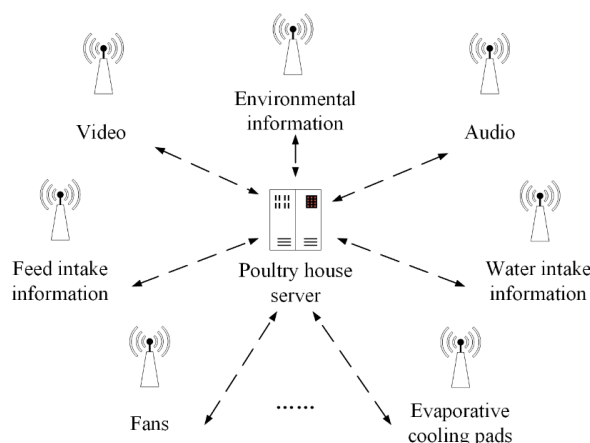 Environmental
information
Video
Audio
Feed intake
information
Poultry house
server
Water intake
information
Fans
……
Evaporative
cooling pads